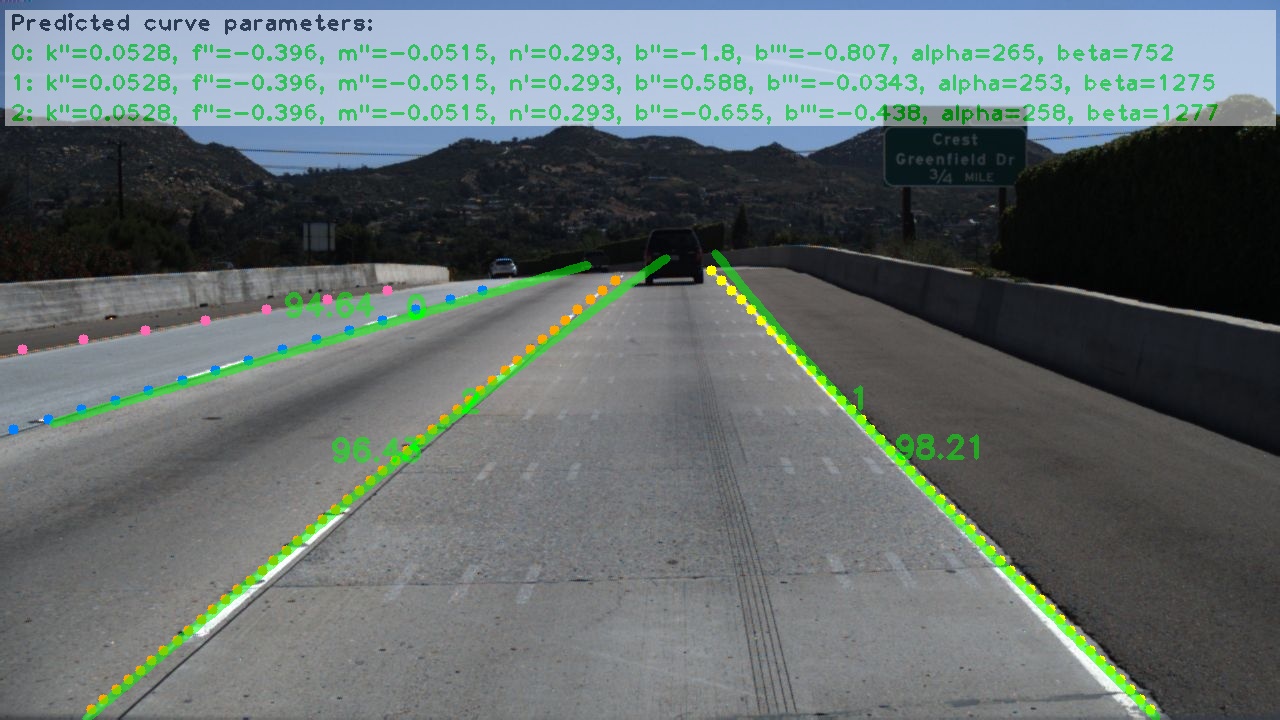 Predicted curve parameters:
0: k''=0.0528, f''=-0.396, m''=-0.0515, n'=0.293, b''=-1.8, b'''=-0.807, alpha=265, beta=752
1: k''=0.0528, f''=-0.396, m''=-0.0515, n'=0.293, b''=0.588, b'''=-0.0343, alpha=253, beta=1275
2: k''=0.0528, f''=-0.396, m''=-0.0515, n'=0.293, b''=-0.655, b'''=-0.438, alpha=258, beta=1277
Crest
Greenfield Dr
3/4 MILE
94.64 0
2 1
98.21